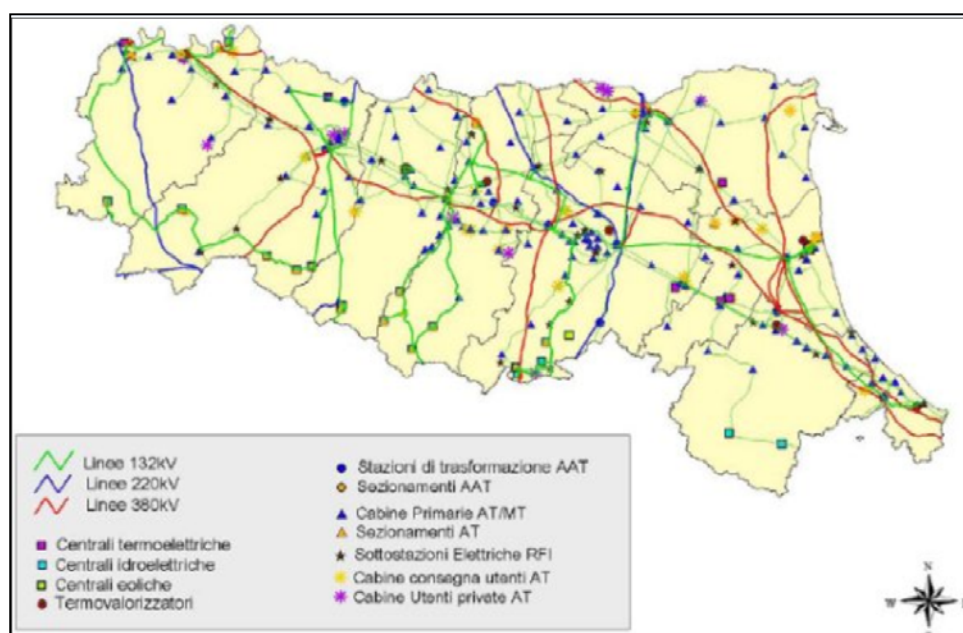 Linee 132kV
Linee 220kV
Linee 380kV
Centrali termoelettriche
Centrali idroelettriche
Centrali eoliche
Termovalorizzatori
Stazioni di trasformazione AAT
Sezionamenti AAT
Cabine Primarie AT/MT
Sezionamenti AT
Sottostazioni Elettriche RFI
Cabine consegna utenti AT
Cabine Utenti private AT
N
W